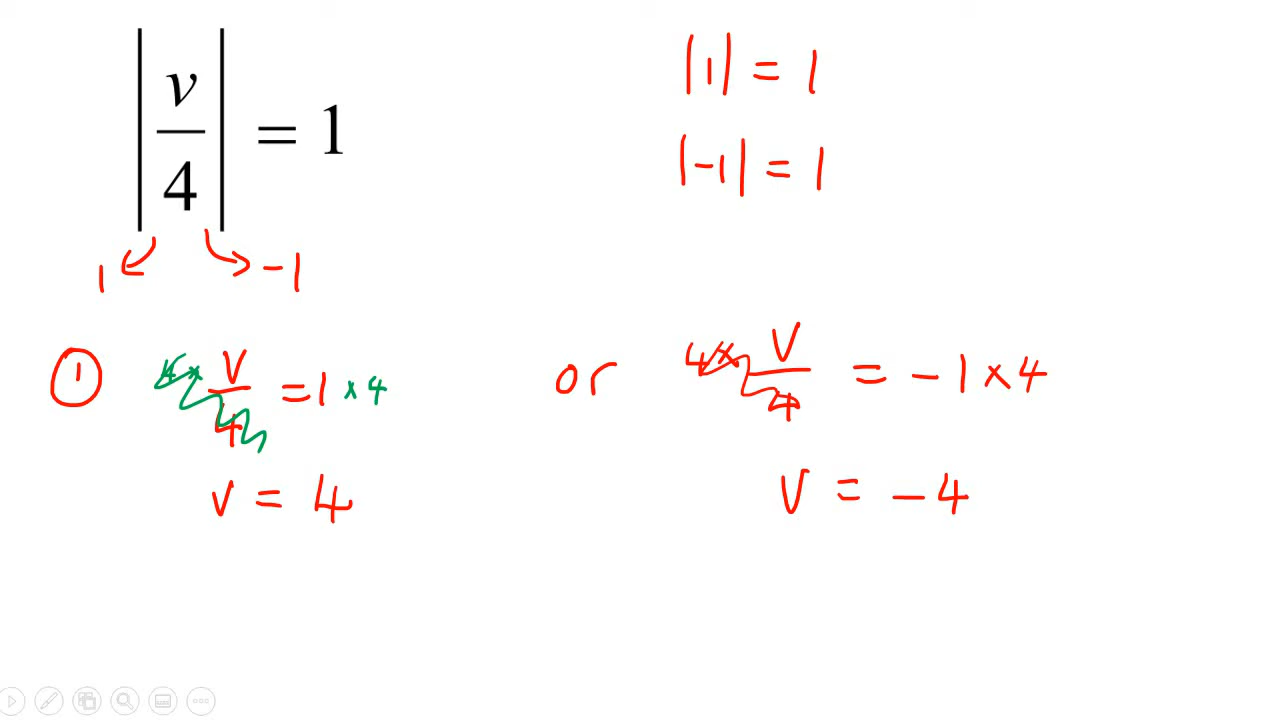 |v/4| = 1
|1| = 1
|-1| = 1
1 -1
① 4 × v/4 = 1 × 4 or 4 × v/4 = -1 × 4
v = 4 v = -4